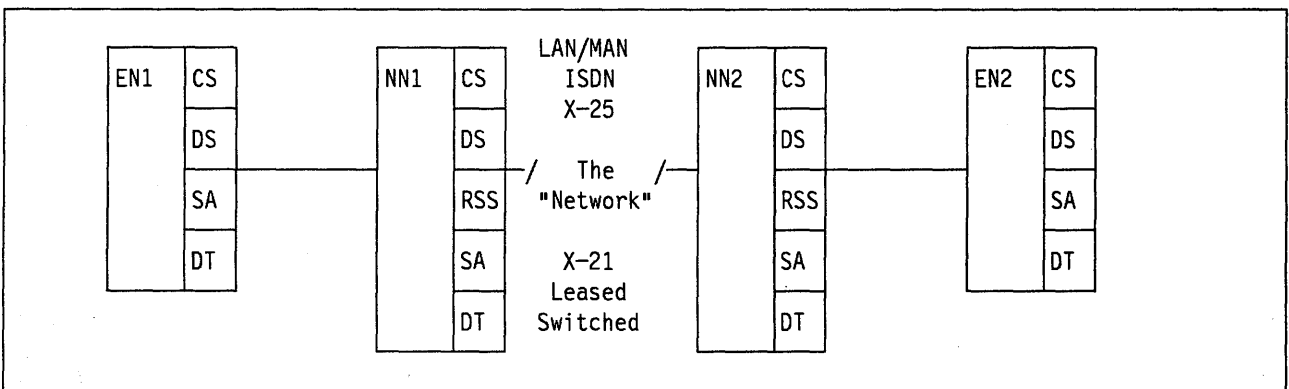 EN1
CS
DS
SA
DT
NN1
CS
DS
RSS
SA
DT
LAN/MAN
ISDN
X-25
The
"Network"
X-21
Leased
Switched
NN2
CS
DS
RSS
SA
DT
EN2
CS
DS
SA
DT